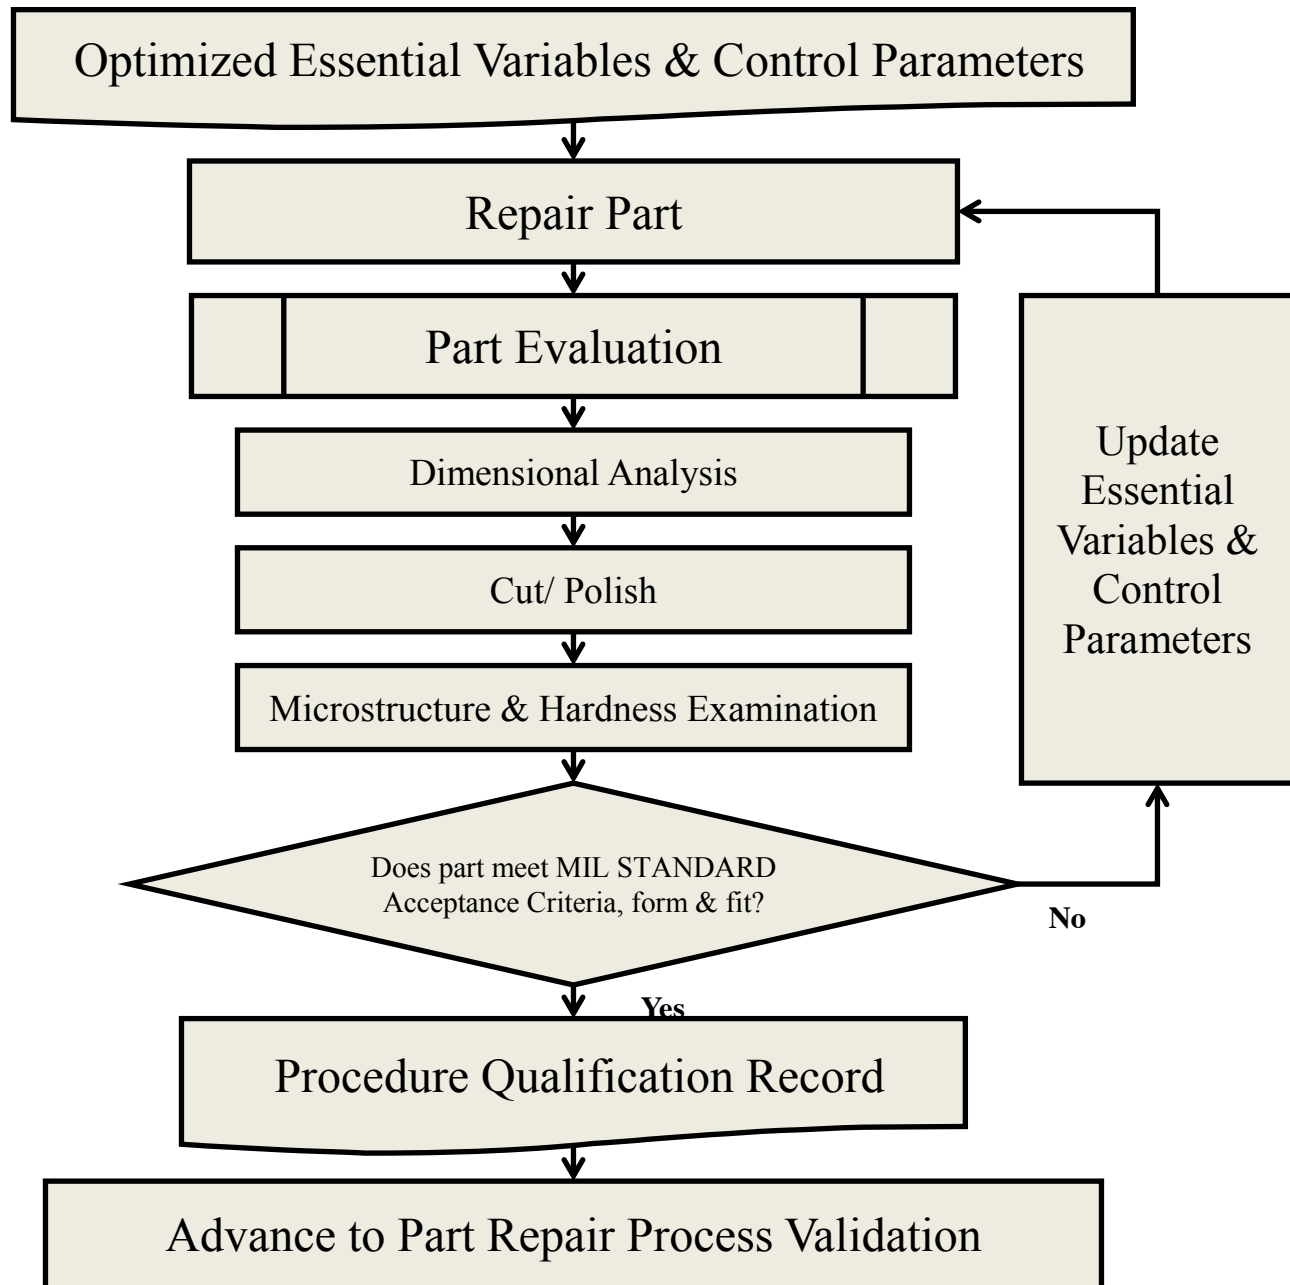 Optimized Essential Variables & Control Parameters
Repair Part
Part Evaluation
Dimensional Analysis
Cut/ Polish
Microstructure & Hardness Examination
Does part meet MIL STANDARD
Acceptance Criteria, form & fit?
No
Yes
Update
Essential
Variables &
Control
Parameters
Procedure Qualification Record
Advance to Part Repair Process Validation